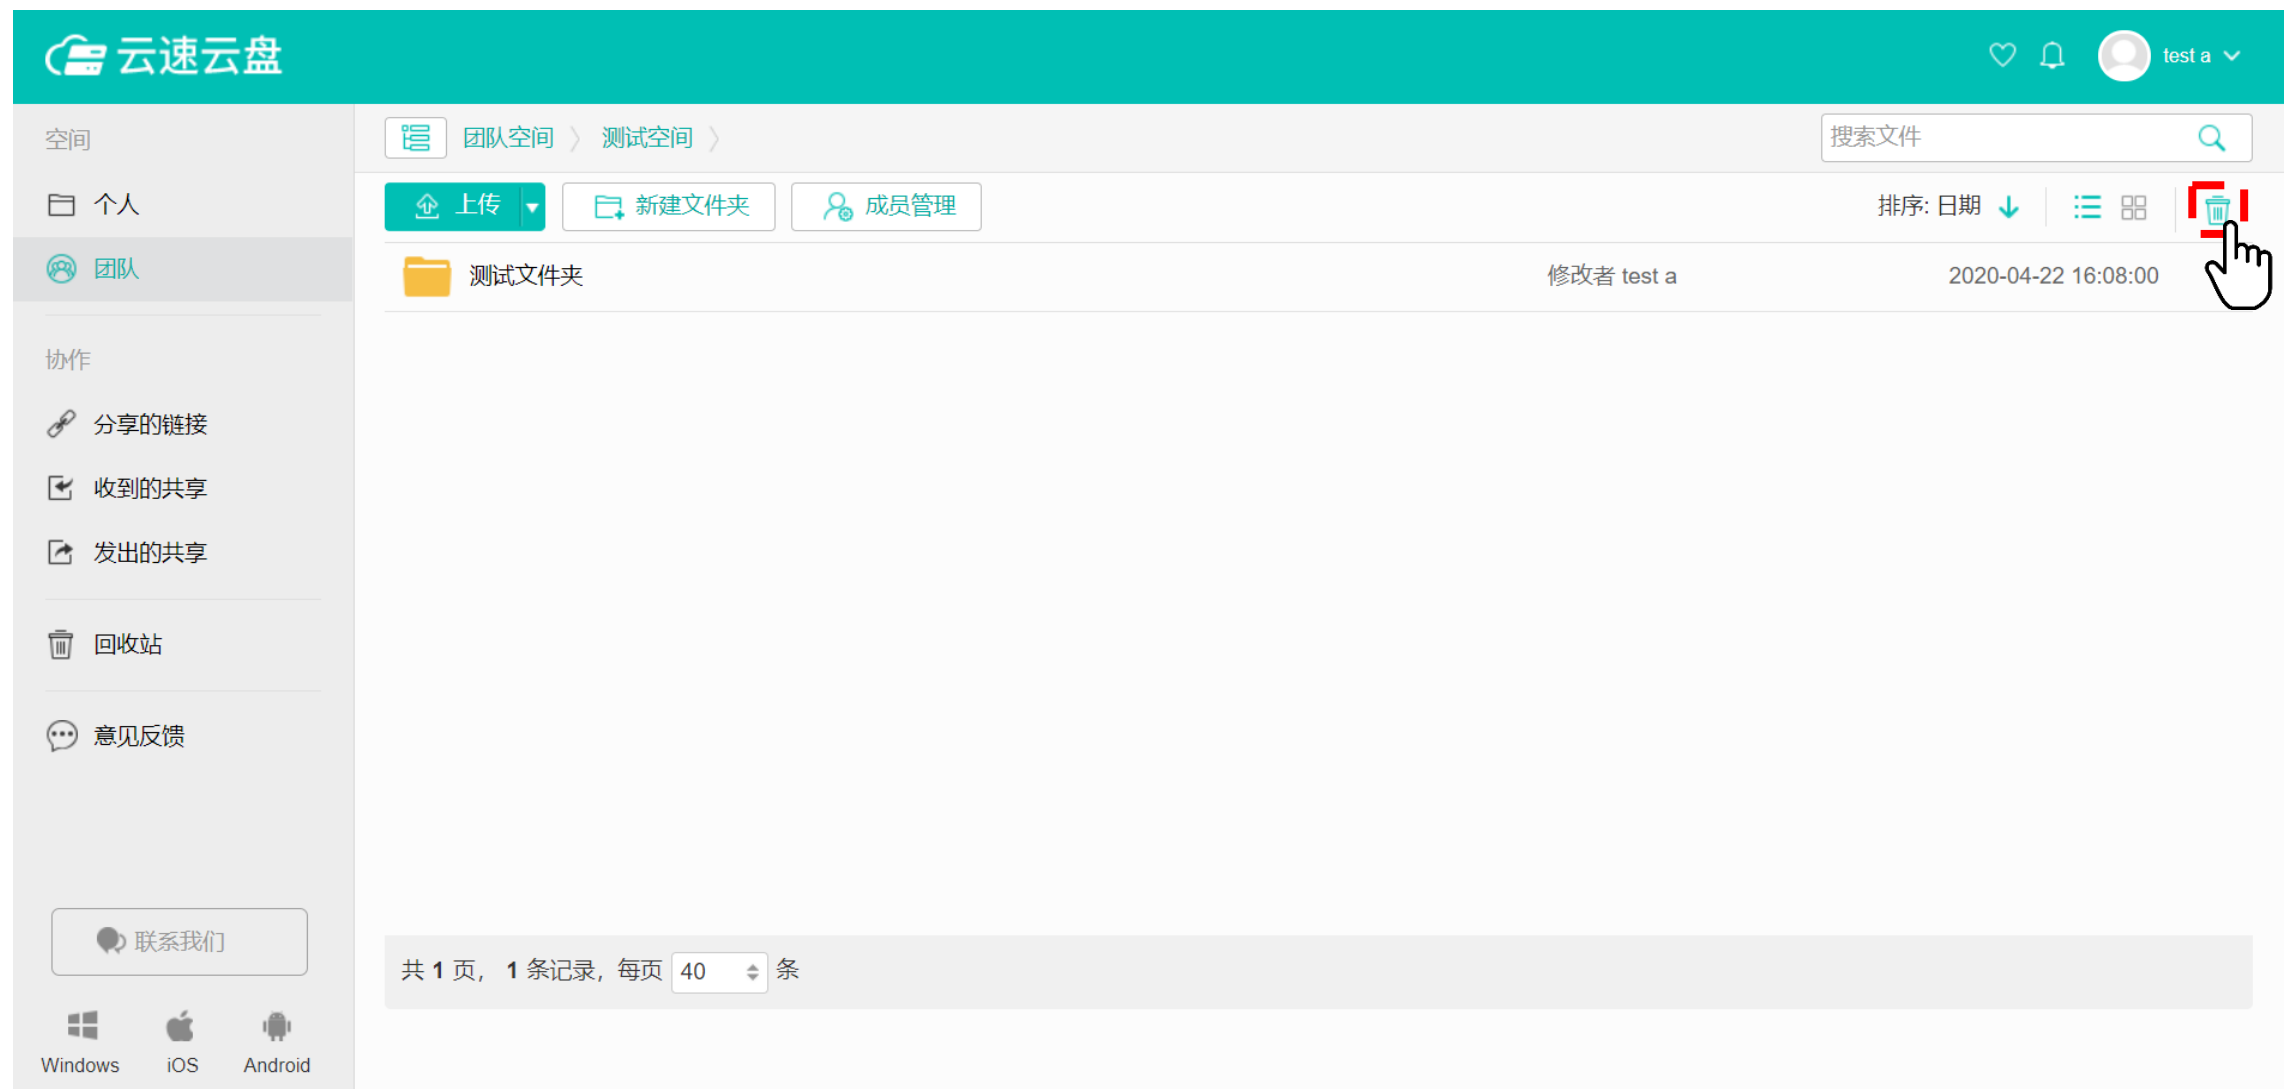 云速云盘
test a
空间
个人
团队
协作
分享的链接
收到的共享
发出的共享
回收站
意见反馈
联系我们
Windows
iOS
Android
团队空间
测试空间
搜索文件
上传
新建文件夹
成员管理
排序: 日期
测试文件夹
修改者 test a
2020-04-22 16:08:00
共 1 页, 1 条记录, 每页 40 条